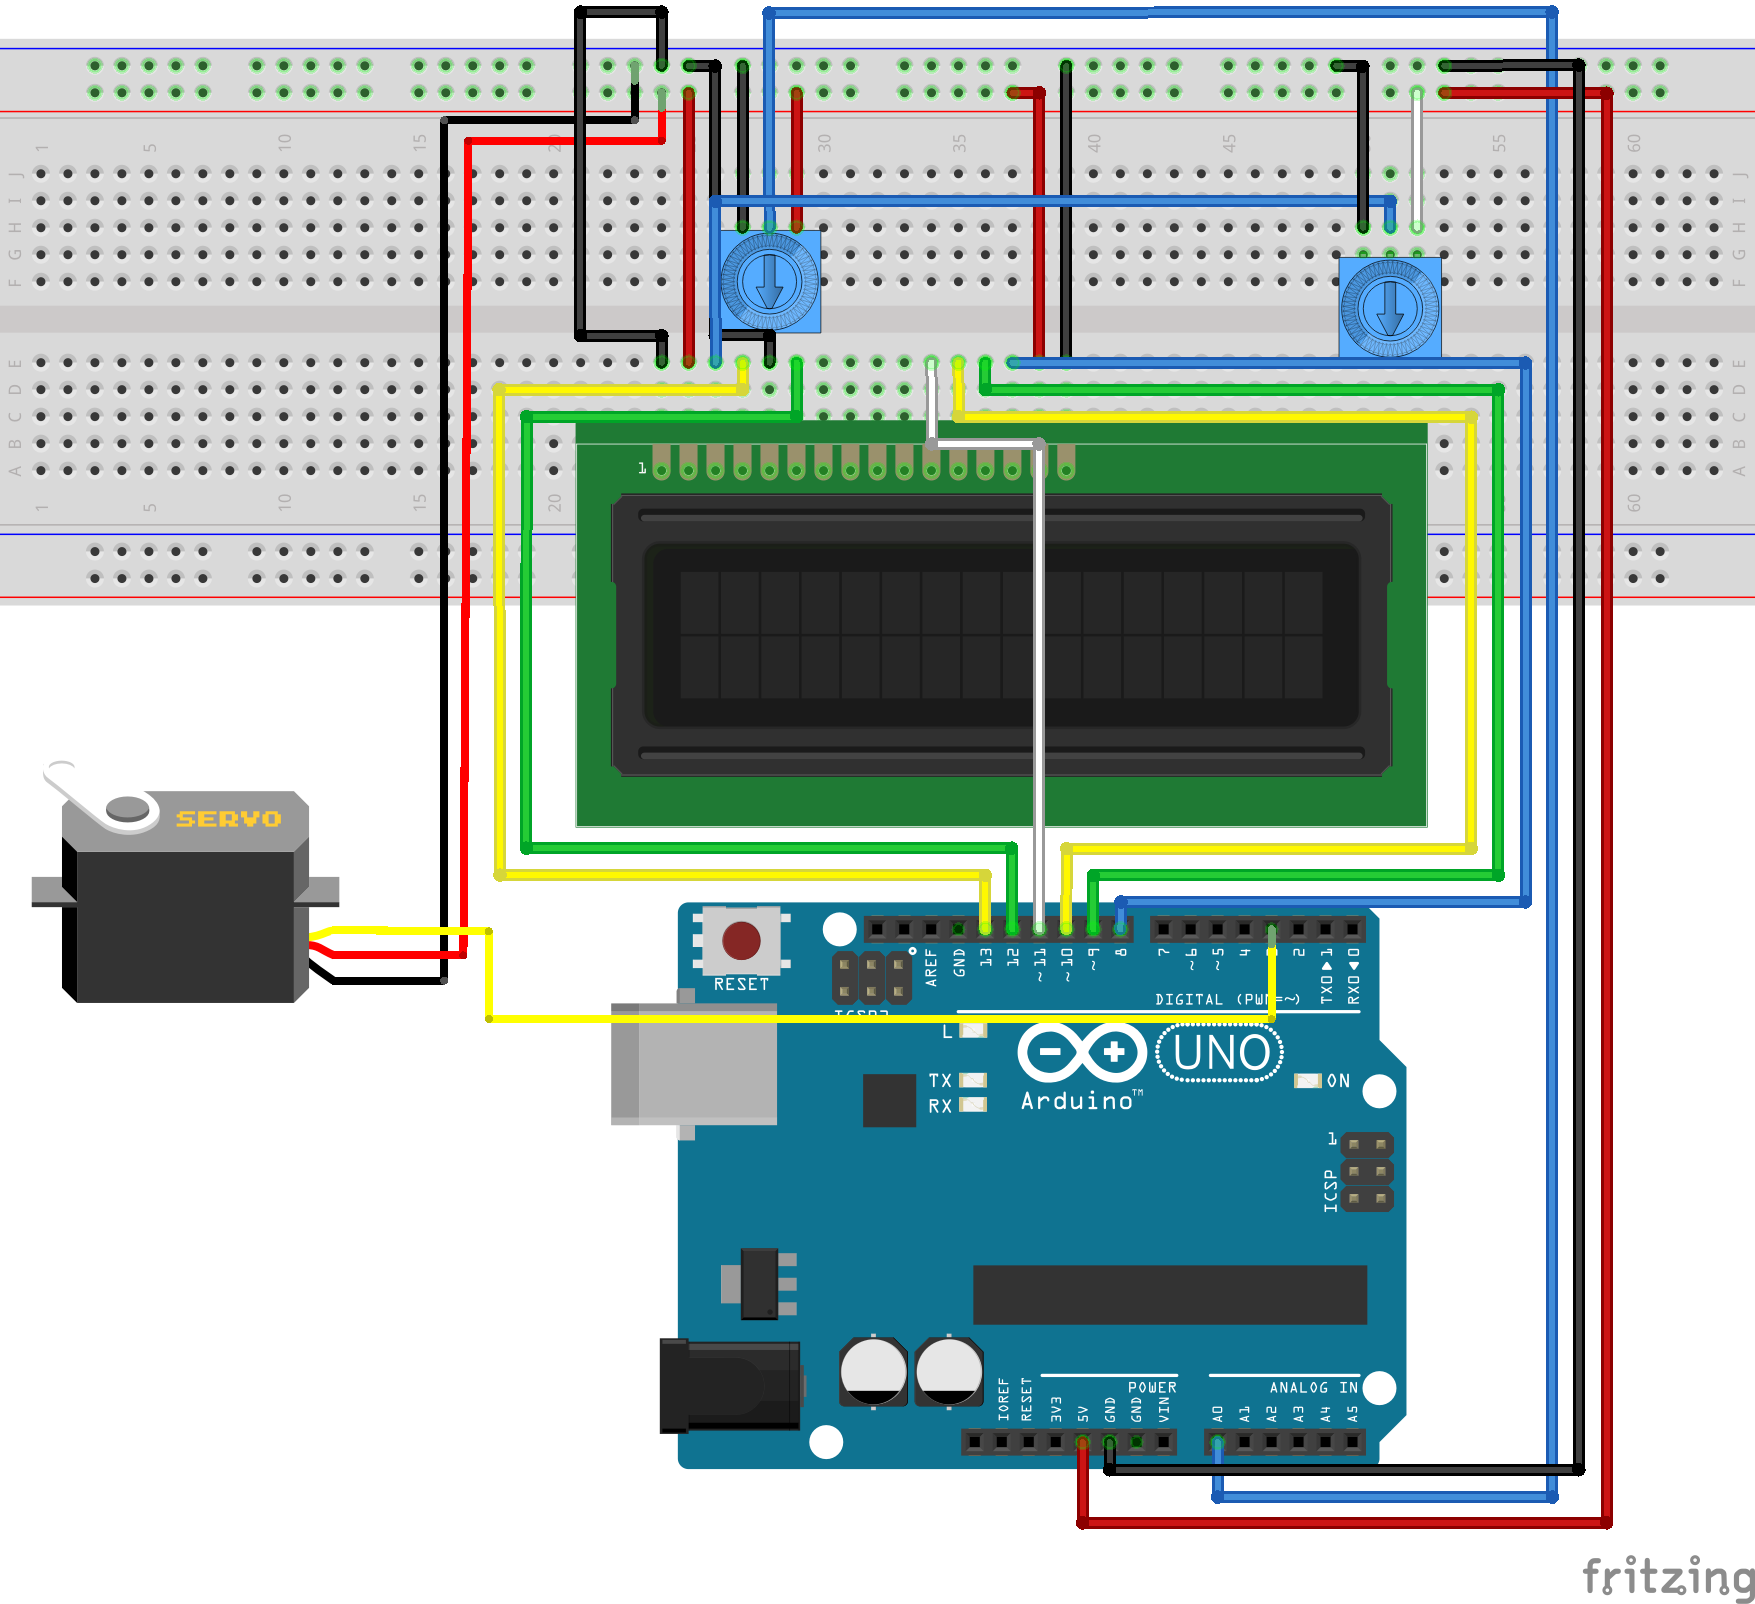 1 5 10 15 20 30 35 40 45 55 60
J J
I I
H H
G G
F F
E E
D D
C C
B B
A A
1
1 5 10 15 20 60
SERVO
RESET
AREF GND 13 12 ~11 ~10 ~9 8 7 ~6 ~5 4 2 TX0▶1 RX0◀0
DIGITAL (PWM=~)
ICSP2
L
TX
RX
UNO
Arduino™
ON
1
ICSP
POWER
ANALOG IN
IOREF RESET 3V3 5V GND GND VIN A0 A1 A2 A3 A4 A5
fritzing